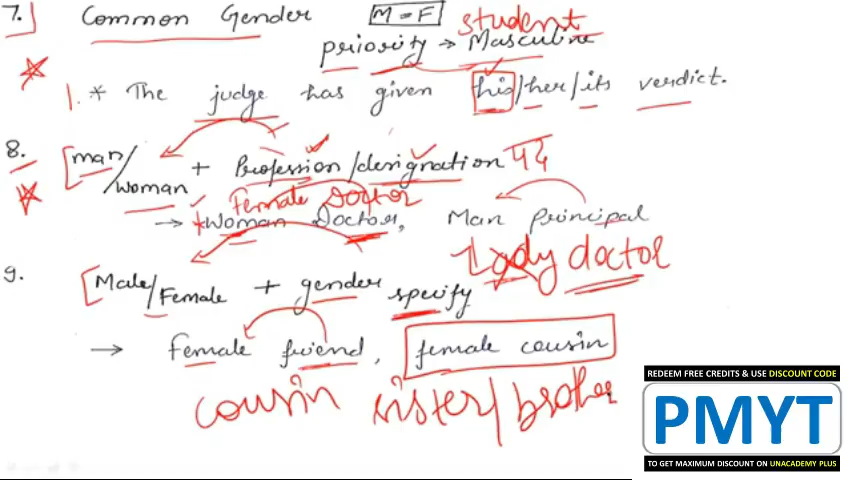 7. Common Gender M = F student
priority → Masculine
1. * The judge has given his/her/its verdict.
8. [man/woman + Profession/designation
Female Doctor
→ *Woman Doctor, Man Principal
Lady doctor
9. [Male/Female + gender specify
→ Female friend, female cousin
cousin sister/brother
REDEEM FREE CREDITS & USE DISCOUNT CODE
PMYT
TO GET MAXIMUM DISCOUNT ON UNACADEMY PLUS